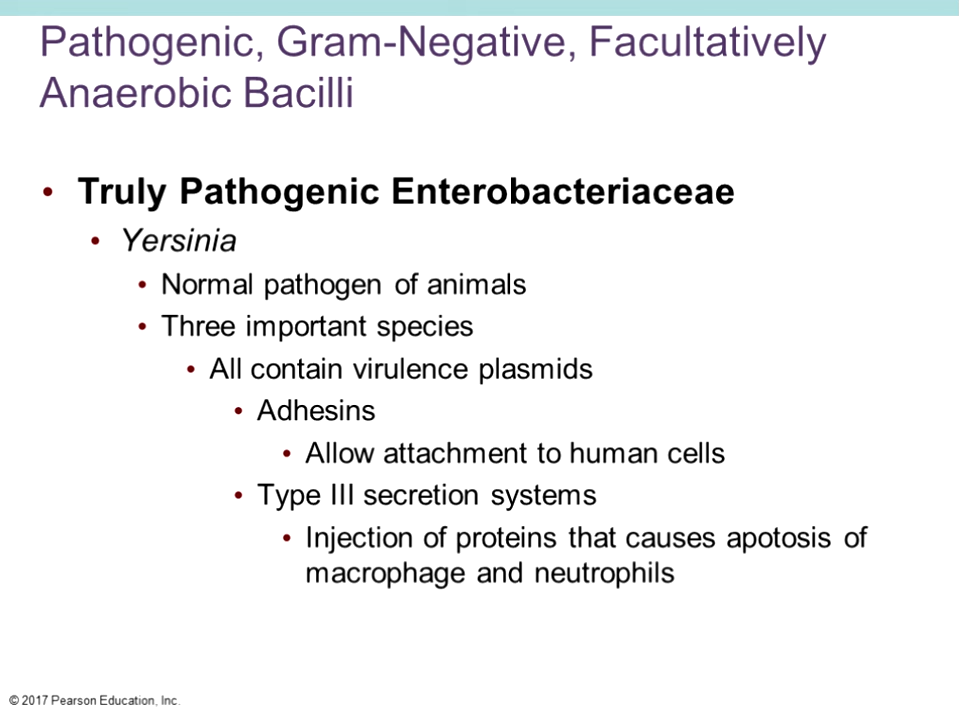 Pathogenic, Gram-Negative, Facultatively
Anaerobic Bacilli
• Truly Pathogenic Enterobacteriaceae
• Yersinia
• Normal pathogen of animals
• Three important species
• All contain virulence plasmids
• Adhesins
• Allow attachment to human cells
• Type III secretion systems
• Injection of proteins that causes apotosis of
macrophage and neutrophils
© 2017 Pearson Education, Inc.